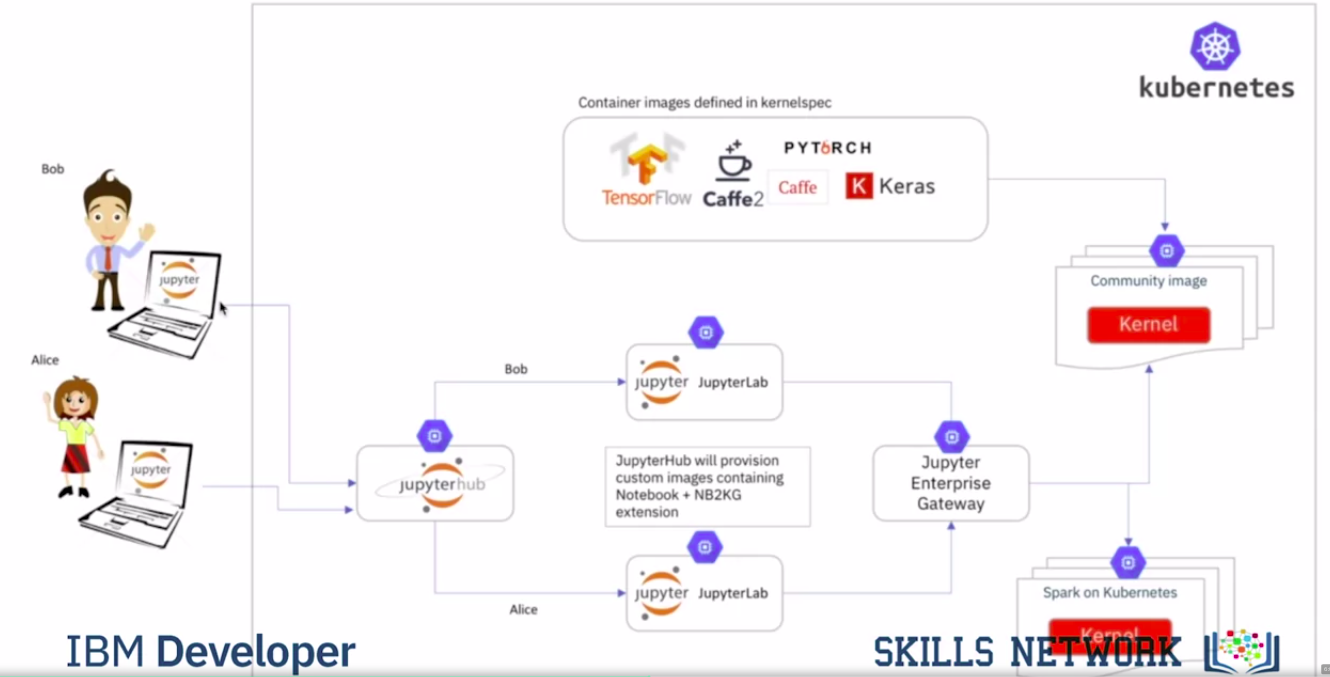 kubernetes
Container images defined in kernelspec
TensorFlow
Caffe2
PYTORCH
Caffe
K Keras
Bob
jupyter
Alice
jupyter
Community image
Kernel
Bob
jupyter JupyterLab
jupyterhub
JupyterHub will provision
custom images containing
Notebook + NB2KG
extension
Jupyter
Enterprise
Gateway
Alice
jupyter JupyterLab
Spark on Kubernetes
Kernel
IBM Developer
SKILLS NETWORK